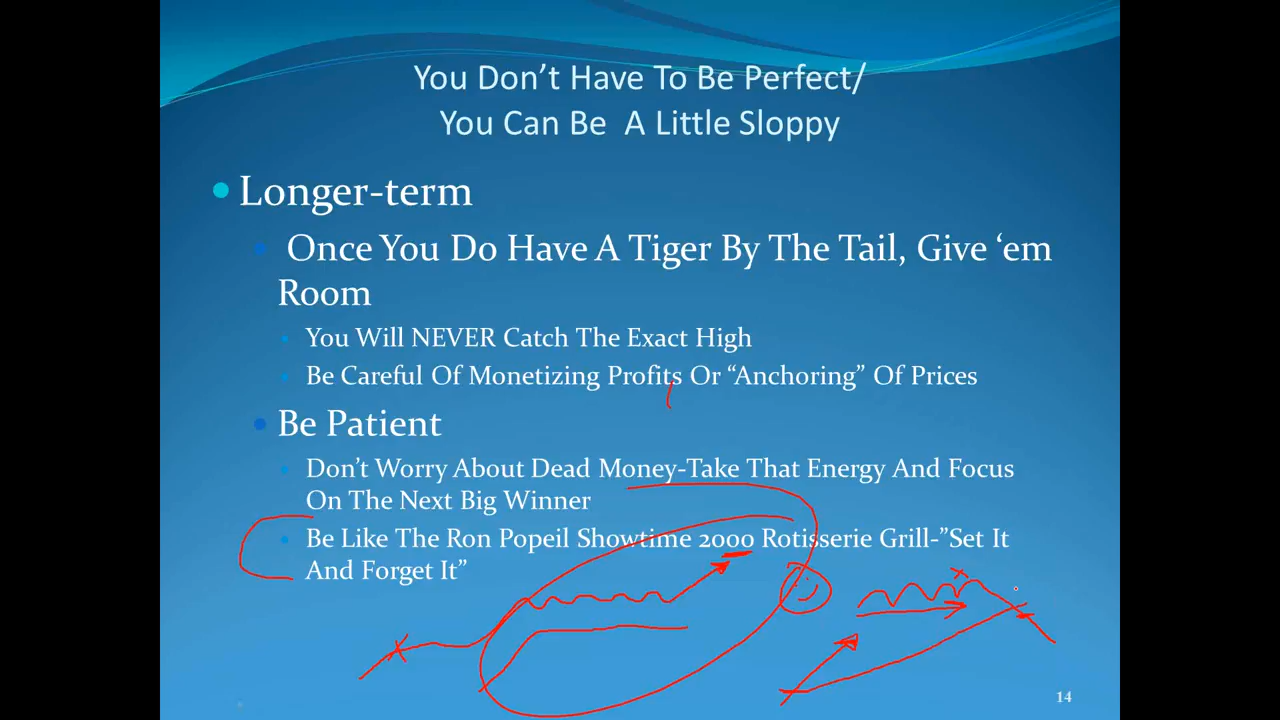 You Don’t Have To Be Perfect/
You Can Be A Little Sloppy
Longer-term
Once You Do Have A Tiger By The Tail, Give ‘em
Room
You Will NEVER Catch The Exact High
Be Careful Of Monetizing Profits Or “Anchoring” Of Prices
Be Patient
Don’t Worry About Dead Money-Take That Energy And Focus
On The Next Big Winner
Be Like The Ron Popeil Showtime 2000 Rotisserie Grill-”Set It
And Forget It”
14